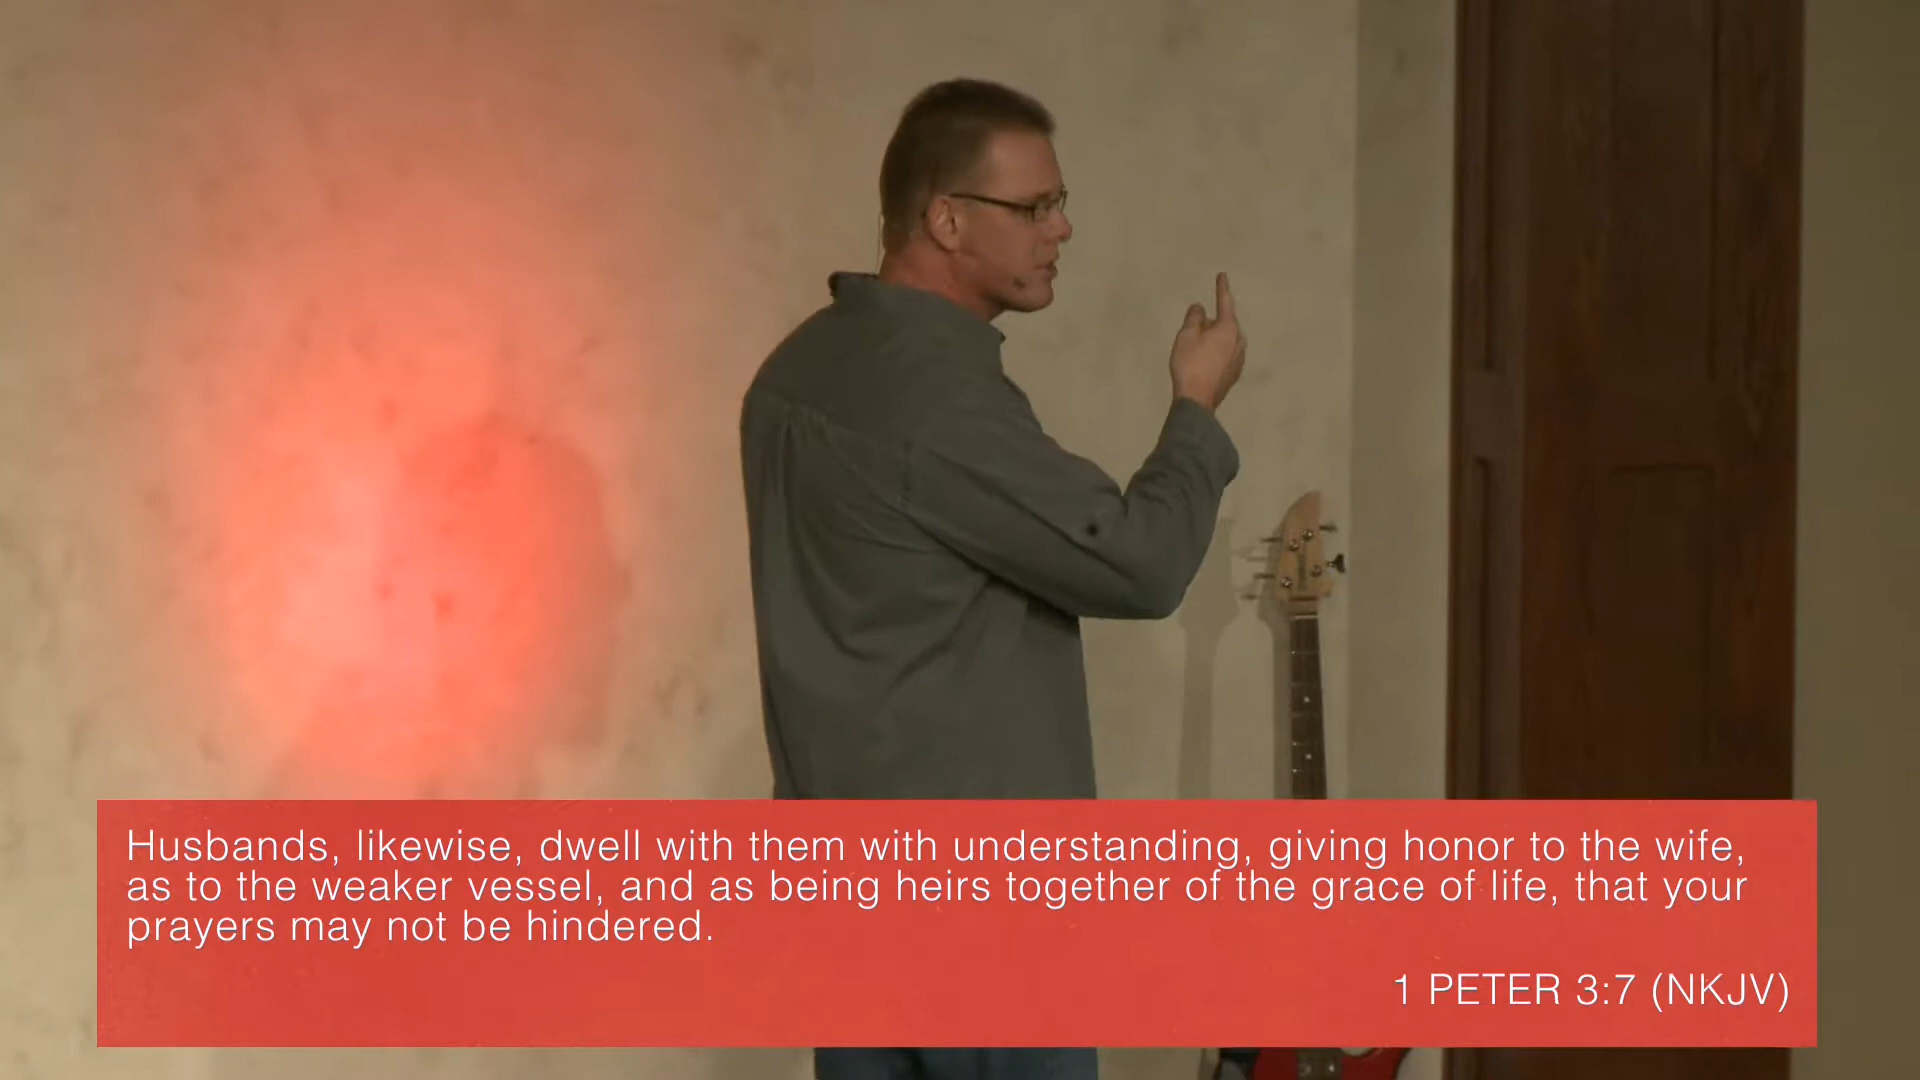 Husbands, likewise, dwell with them with understanding, giving honor to the wife,
as to the weaker vessel, and as being heirs together of the grace of life, that your
prayers may not be hindered.
1 PETER 3:7 (NKJV)